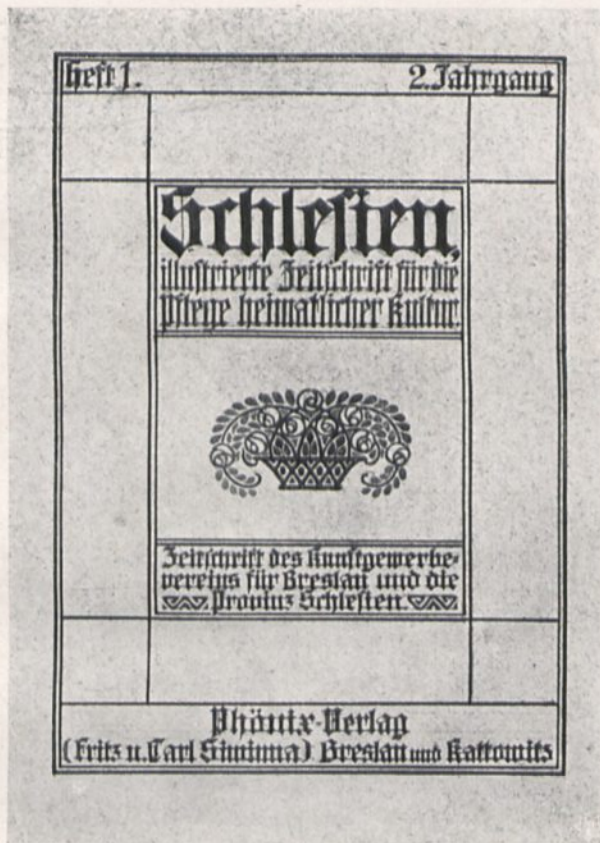 Heft 1. 2. Jahrgang
Schlesien,
illustrierte Zeitschrift für die
Pflege heimatlicher Kultur.
Zeitschrift des Kunstgewerbe-
vereins für Breslau und die
Provinz Schlesien.
Phönix-Verlag
(Fritz u. Carl Siwinna) Breslau und Kattowitz